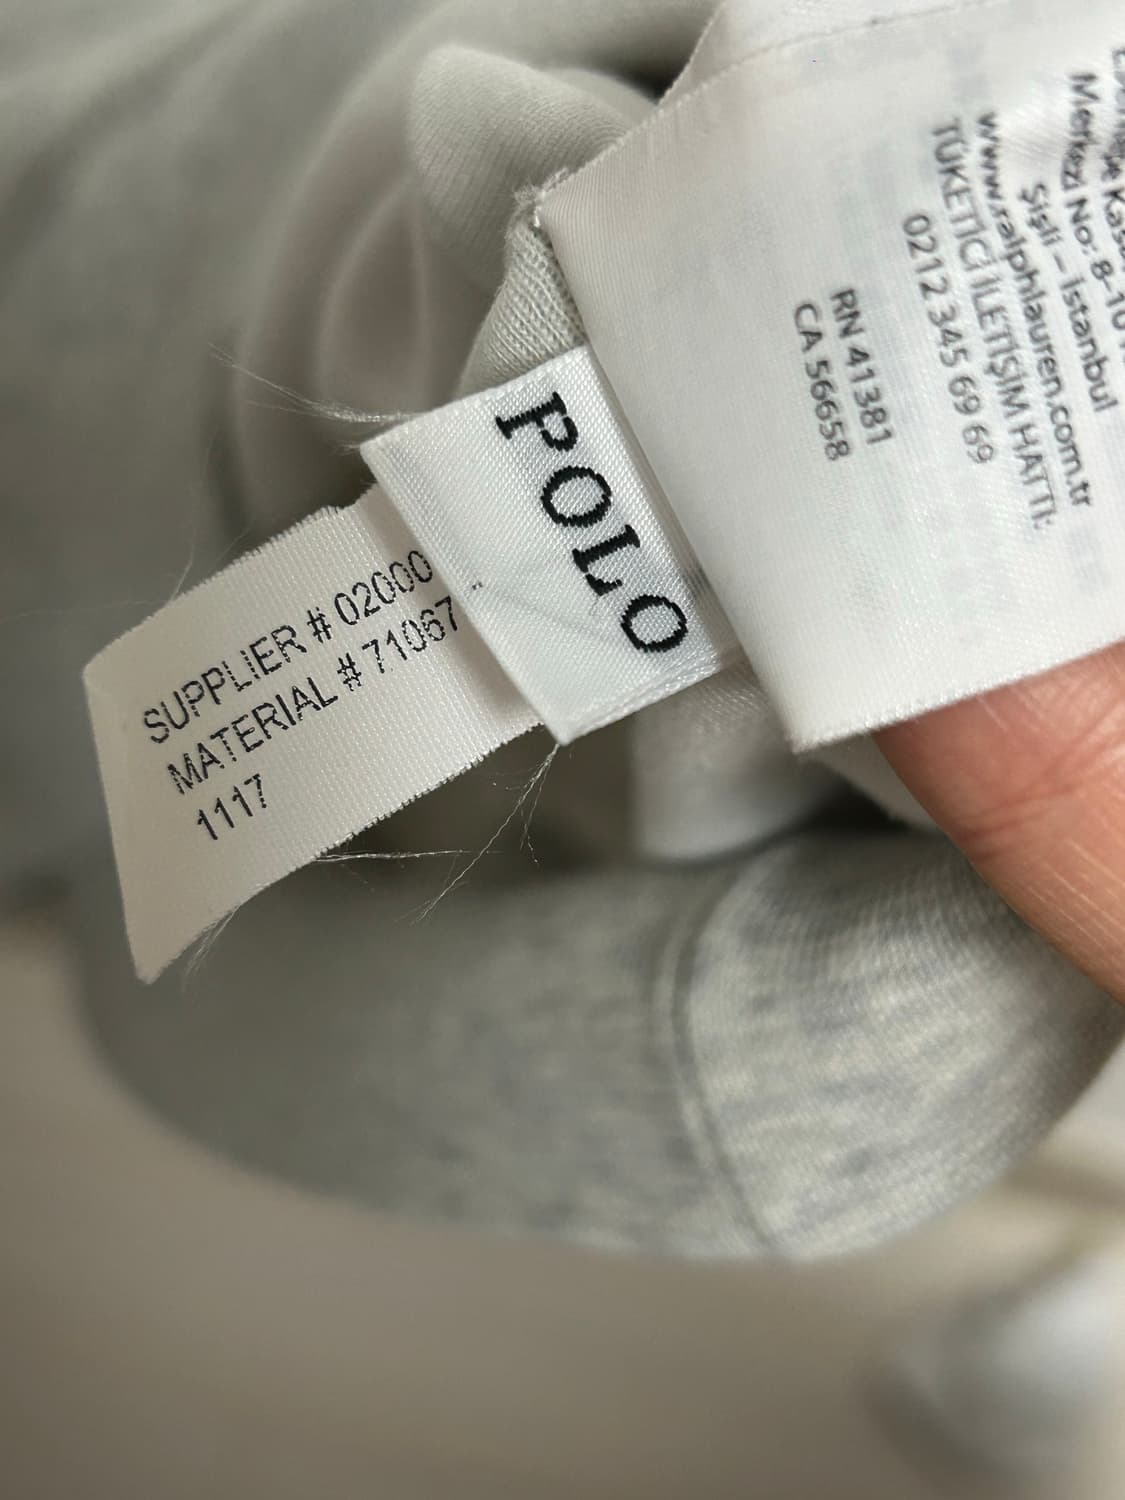 POLO
SUPPLIER # 02000
MATERIAL # 71067
1117
Merkezi No: 8-10
Şişli – İstanbul
www.ralphlauren.com.tr
TÜKETİCİ İLETİŞİM HATTI:
0212 345 69 69
RN 41381
CA 56658